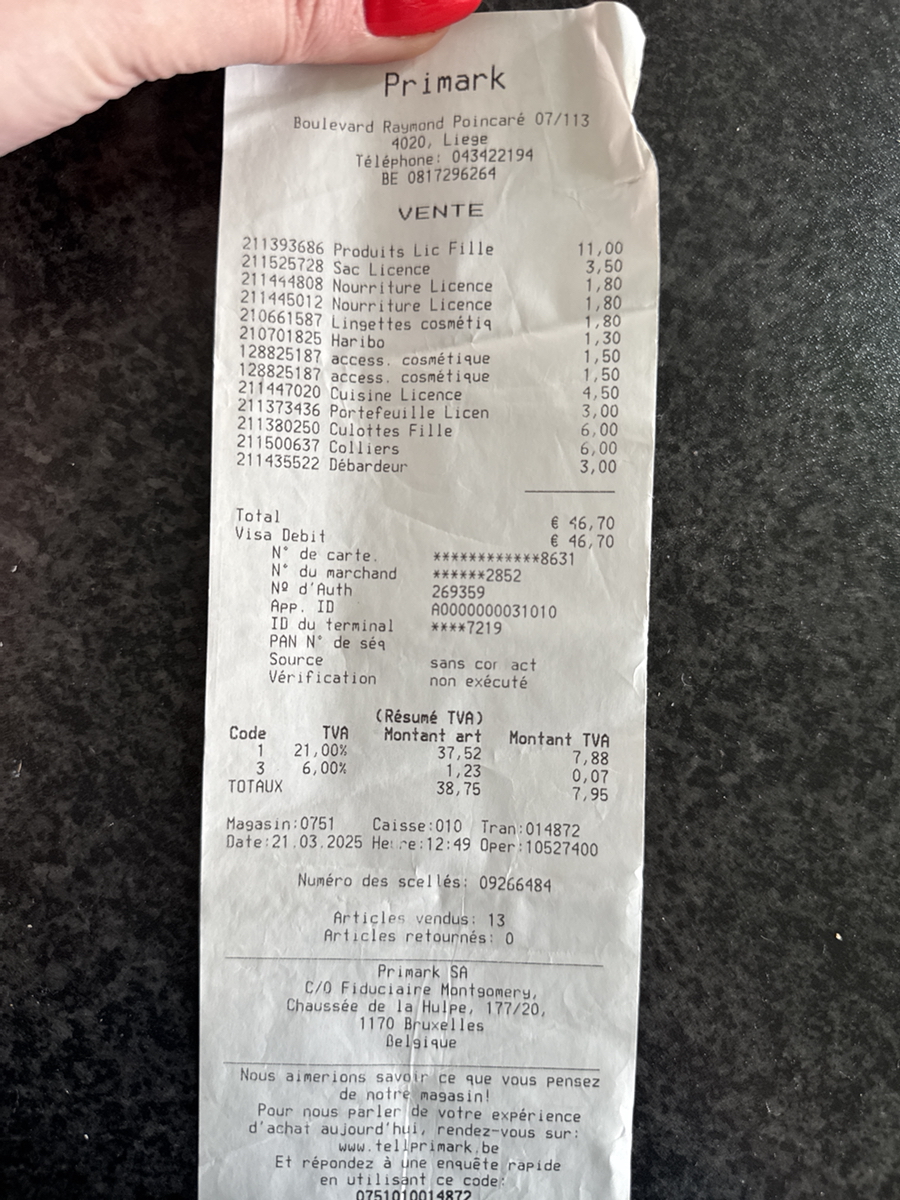 Primark
Boulevard Raymond Poincaré 07/113
4020, Liege
Téléphone: 043422194
BE 0817296264
VENTE
211393686 Produits Lic Fille 11,00
211525728 Sac Licence 3,50
211444808 Nourriture Licence 1,80
211445012 Nourriture Licence 1,80
210661587 Lingettes cosmétiq 1,80
210701825 Haribo 1,30
128825187 access. cosmétique 1,50
128825187 access. cosmétique 1,50
211447020 Cuisine Licence 4,50
211373436 Portefeuille Licen 3,00
211380250 Culottes Fille 6,00
211500637 Colliers 6,00
211435522 Débardeur 3,00
Total € 46,70
Visa Debit € 46,70
N° de carte. ************8631
N° du marchand ******2852
Nº d'Auth 269359
App. ID A0000000031010
ID du terminal ****7219
PAN N° de séq
Source sans con act
Vérification non exécuté
(Résumé TVA)
Code TVA Montant art Montant TVA
1 21,00% 37,52 7,88
3 6,00% 1,23 0,07
TOTAUX 38,75 7,95
Magasin:0751 Caisse:010 Tran:014872
Date:21.03.2025 Heure:12:49 Oper:10527400
Numéro des scellés: 09266484
Articles vendus: 13
Articles retournés: 0
Primark SA
C/O Fiduciaire Montgomery,
Chaussée de la Hulpe, 177/20,
1170 Bruxelles
Belgique
Nous aimerions savoir ce que vous pensez
de notre magasin!
Pour nous parler de votre expérience
d'achat aujourd'hui, rendez-vous sur:
www.tellprimark.be
Et répondez à une enquête rapide
en utilisant ce code:
0751010014872